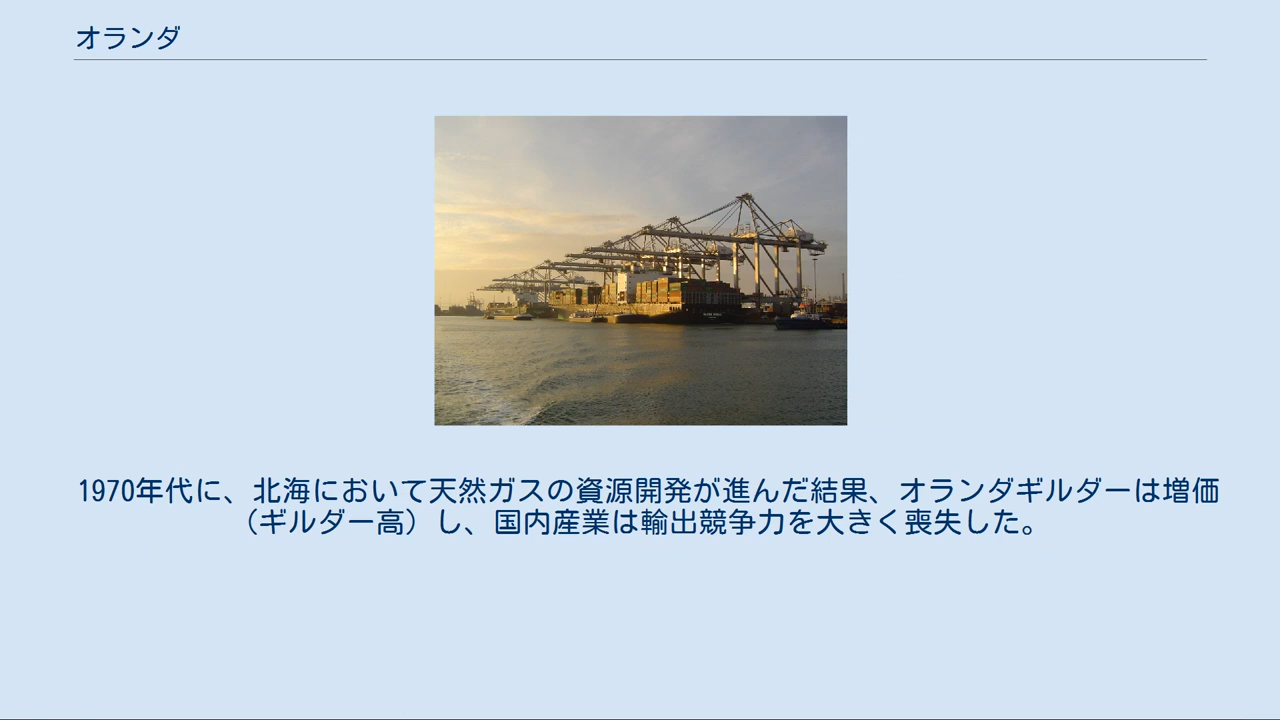 オランダ
1970年代に、北海において天然ガスの資源開発が進んだ結果、オランダギルダーは増価
（ギルダー高）し、国内産業は輸出競争力を大きく喪失した。